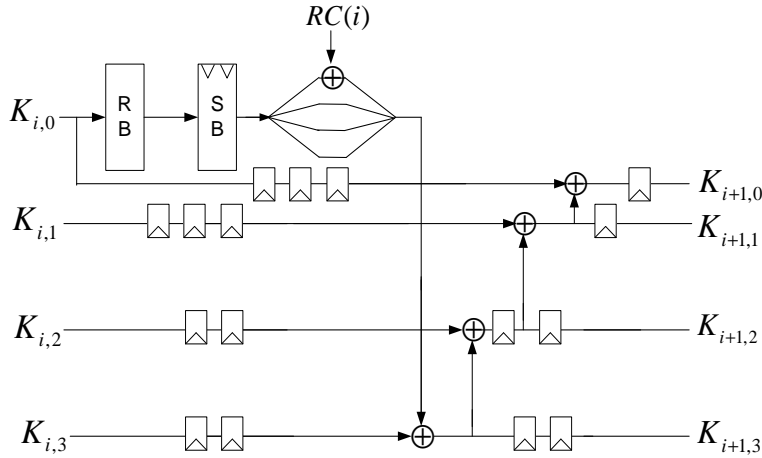 RC(i)
K_{i,0}
R
B
S
B
K_{i+1,0}
K_{i,1}
K_{i+1,1}
K_{i,2}
K_{i+1,2}
K_{i,3}
K_{i+1,3}